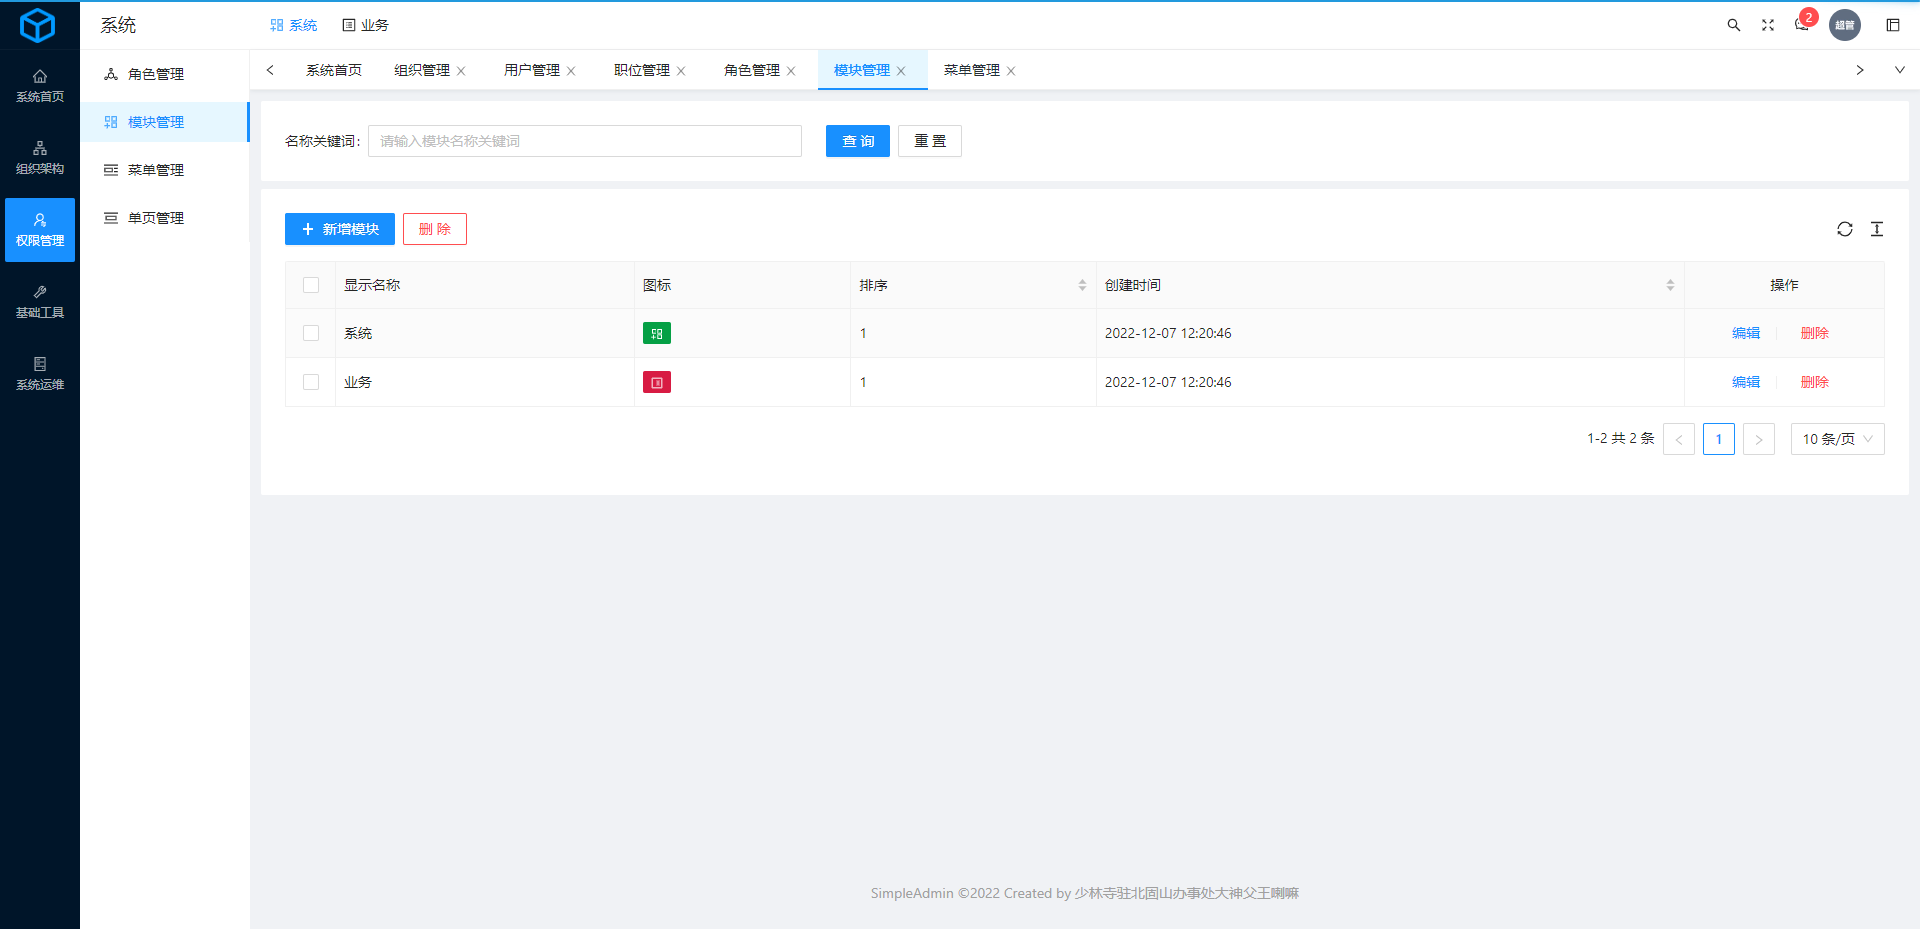 系统
系统
业务
2
超管
系统首页
组织架构
权限管理
基础工具
系统运维
角色管理
模块管理
菜单管理
单页管理
系统首页 组织管理 用户管理 职位管理 角色管理 模块管理 菜单管理
名称关键词: 请输入模块名称关键词 查 询 重 置
新增模块 删 除
显示名称 图标 排序 创建时间 操作
系统 1 2022-12-07 12:20:46 编辑 删除
业务 1 2022-12-07 12:20:46 编辑 删除
1-2 共 2 条 1 10 条/页
SimpleAdmin ©2022 Created by 少林寺驻北固山办事处大神父王喇嘛